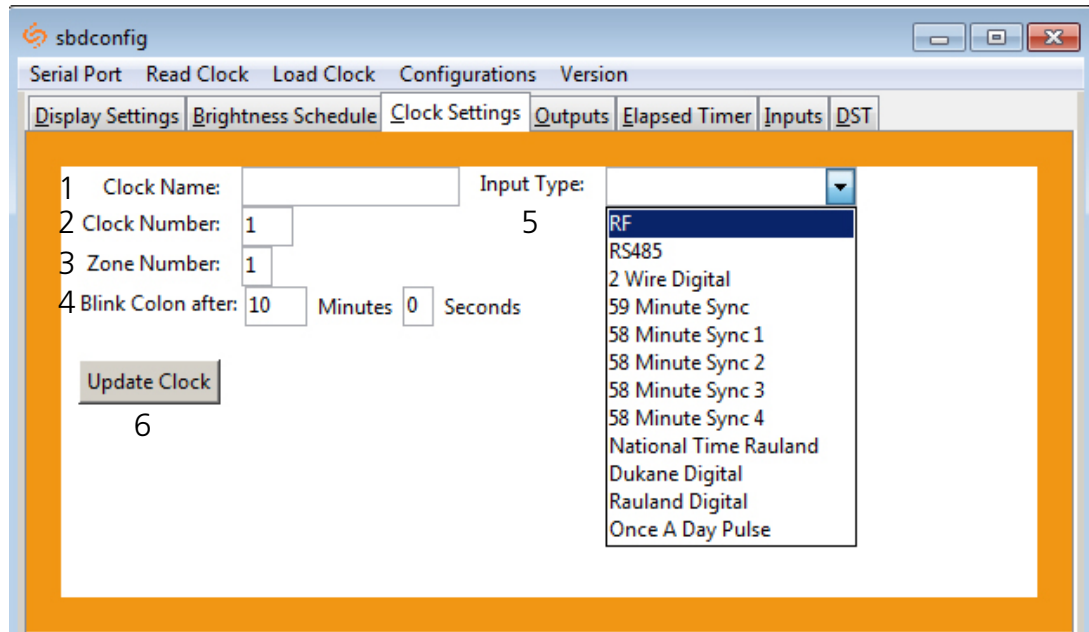 sbdconfig
Serial Port Read Clock Load Clock Configurations Version
Display Settings Brightness Schedule Clock Settings Outputs Elapsed Timer Inputs DST
1 Clock Name: Input Type:
2 Clock Number: 1 5
3 Zone Number: 1
4 Blink Colon after: 10 Minutes 0 Seconds
Update Clock
6
RF
RS485
2 Wire Digital
59 Minute Sync
58 Minute Sync 1
58 Minute Sync 2
58 Minute Sync 3
58 Minute Sync 4
National Time Rauland
Dukane Digital
Rauland Digital
Once A Day Pulse